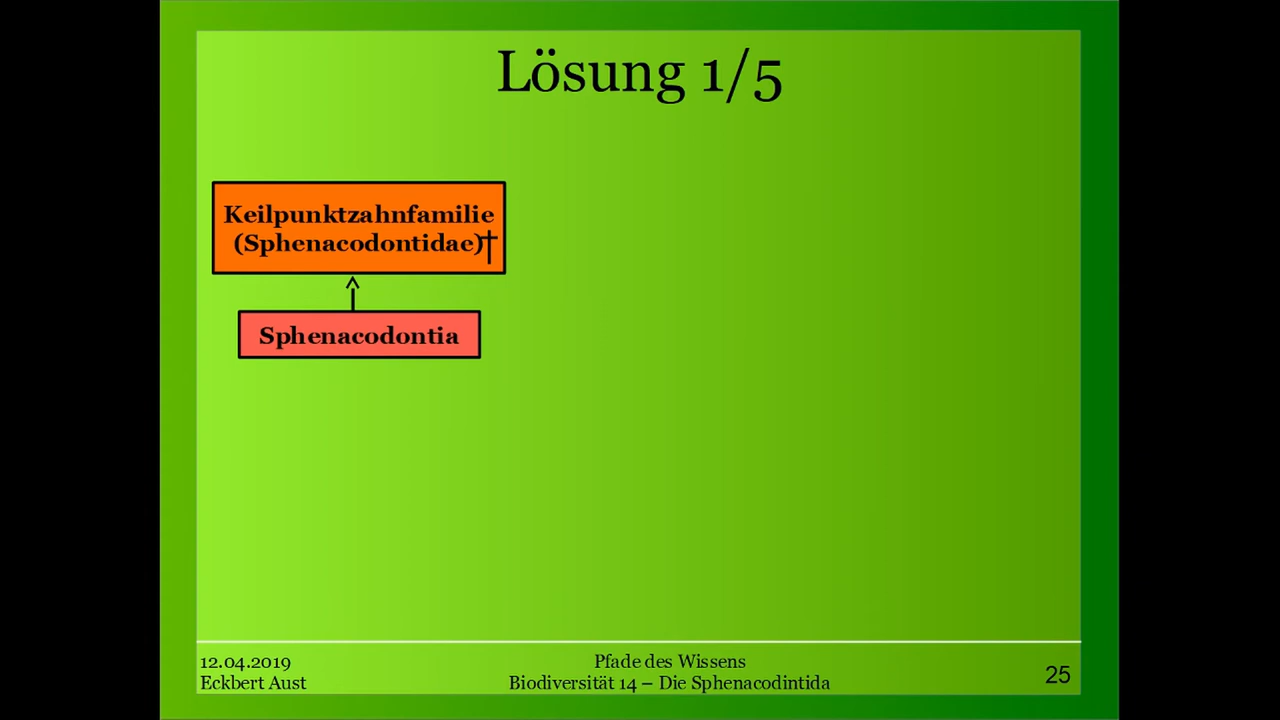 Lösung 1/5
Keilpunktzahnfamilie
(Sphenacodontidae)†
Sphenacodontia
12.04.2019
Eckbert Aust
Pfade des Wissens
Biodiversität 14 – Die Sphenacodintida
25